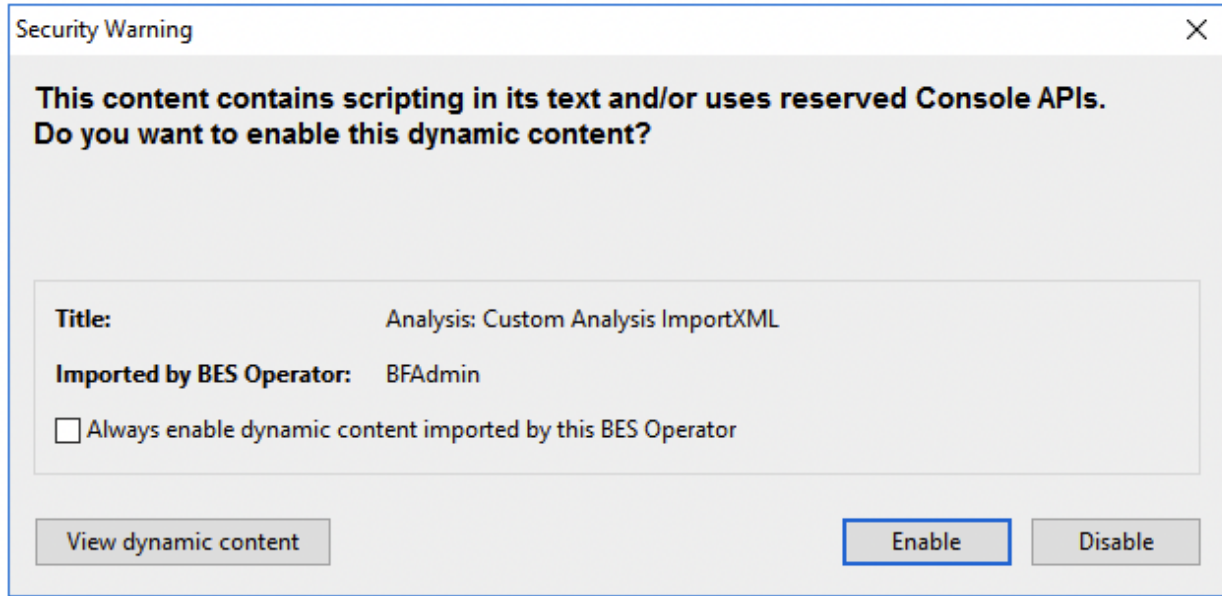 Security Warning
This content contains scripting in its text and/or uses reserved Console APIs.
Do you want to enable this dynamic content?
Title: Analysis: Custom Analysis ImportXML
Imported by BES Operator: BFAdmin
Always enable dynamic content imported by this BES Operator
View dynamic content Enable Disable